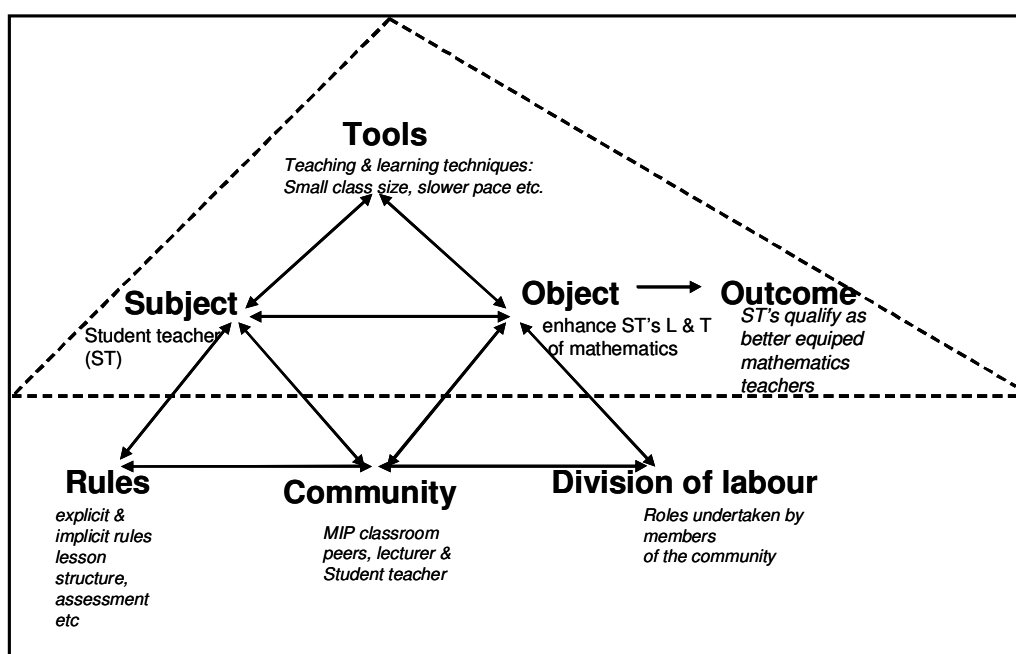 Tools
Teaching & learning techniques:
Small class size, slower pace etc.
Subject
Student teacher
(ST)
Object
enhance ST's L & T
of mathematics
Outcome
ST's qualify as
better equiped
mathematics
teachers
Rules
explicit &
implicit rules
lesson
structure,
assessment
etc
Community
MIP classroom
peers, lecturer &
Student teacher
Division of labour
Roles undertaken by
members
of the community